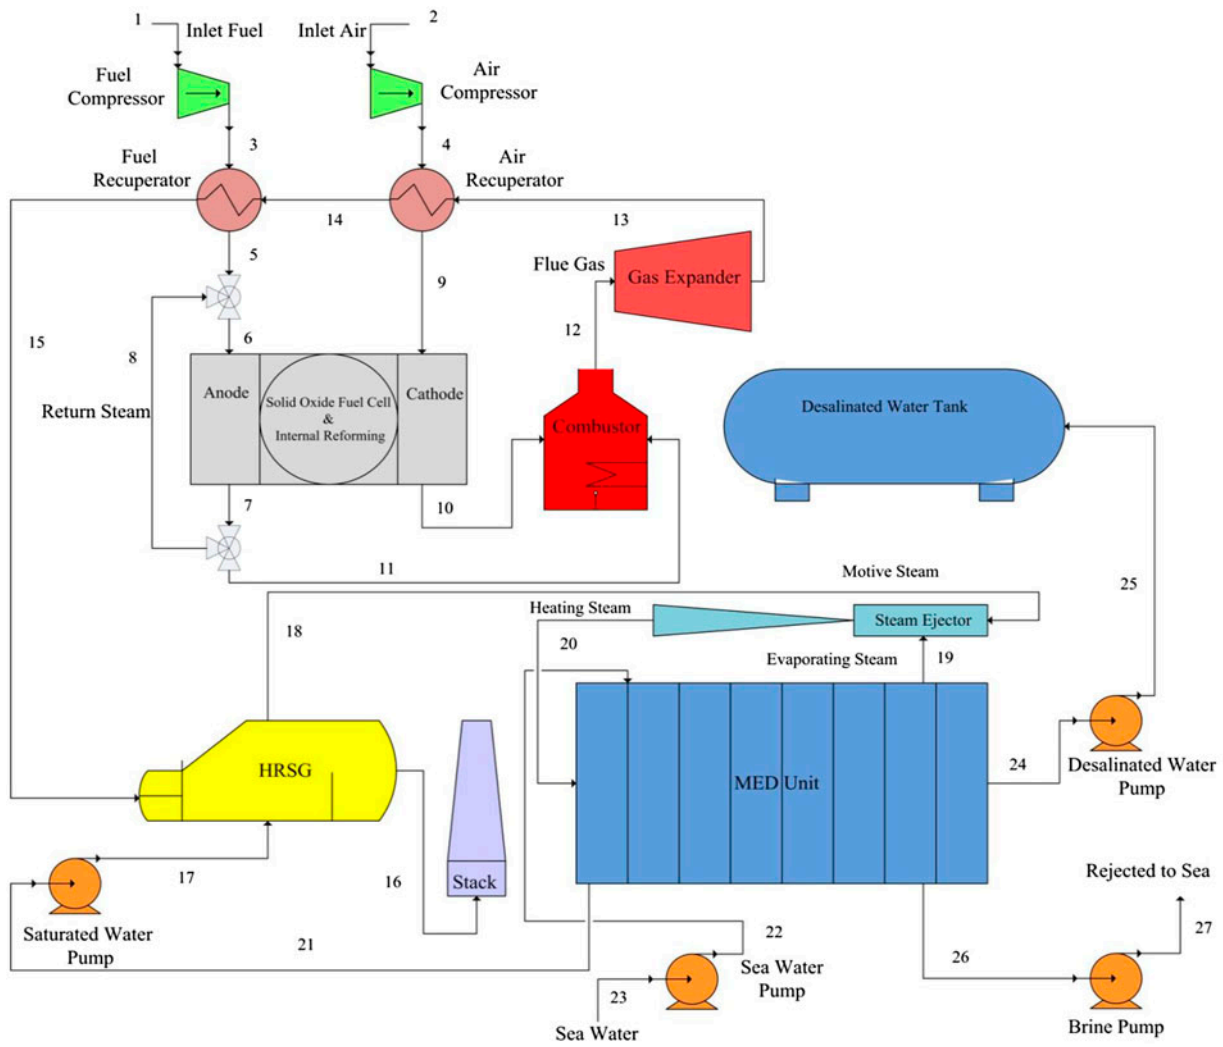 1
2
Inlet Fuel
Inlet Air
Fuel
Compressor
Air
Compressor
3
4
Fuel
Recuperator
Air
Recuperator
14
13
5
9
Flue Gas
Gas Expander
15
8
6
12
Return Steam
Anode
Solid Oxide Fuel Cell
&
Internal Reforming
Cathode
Combustor
Desalinated Water Tank
7
10
11
Motive Steam
25
18
Heating Steam
Steam Ejector
20
Evaporating Steam
19
HRSG
MED Unit
24
Desalinated Water
Pump
17
16
Stack
Rejected to Sea
Saturated Water
Pump
21
22
26
27
Sea Water
Pump
23
Sea Water
Brine Pump